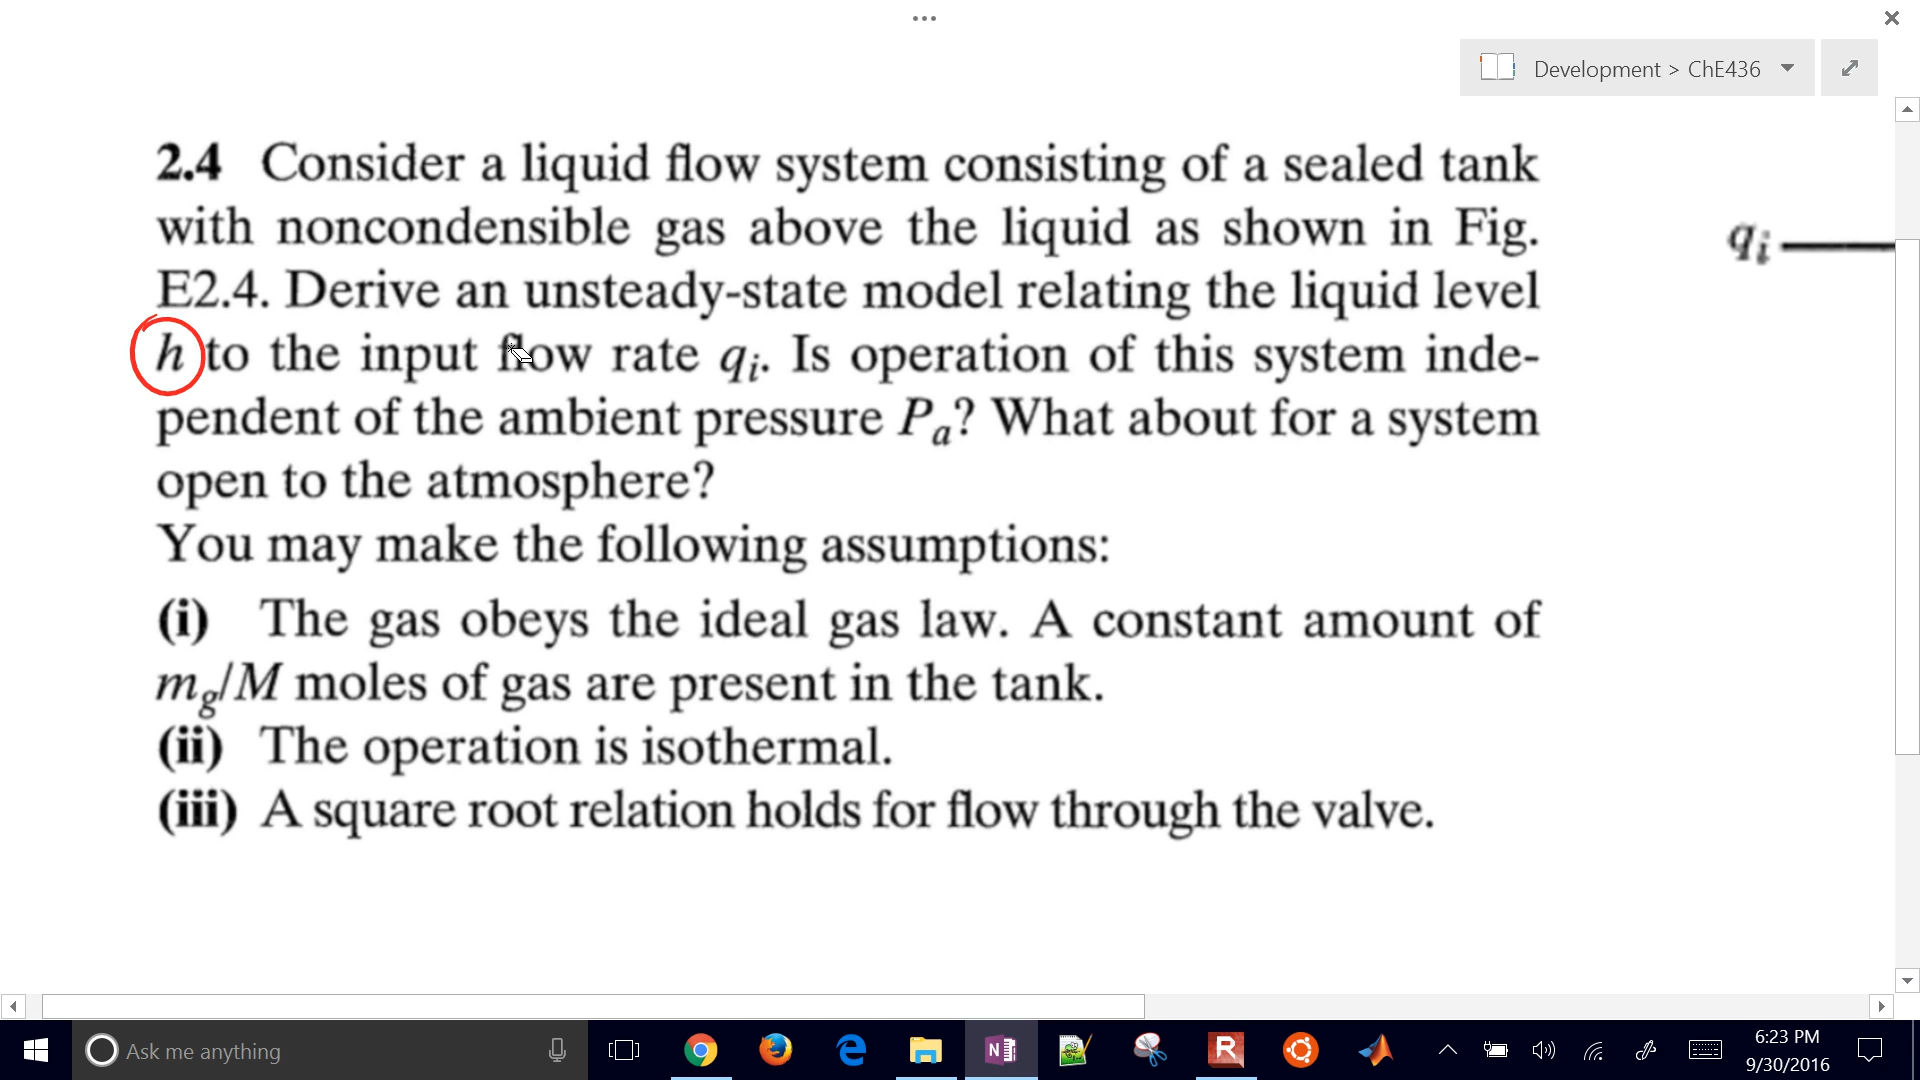 Development > ChE436
2.4 Consider a liquid flow system consisting of a sealed tank
with noncondensible gas above the liquid as shown in Fig.
E2.4. Derive an unsteady-state model relating the liquid level
h to the input flow rate qᵢ. Is operation of this system inde-
pendent of the ambient pressure Pₐ? What about for a system
open to the atmosphere?
You may make the following assumptions:
(i) The gas obeys the ideal gas law. A constant amount of
m_g/M moles of gas are present in the tank.
(ii) The operation is isothermal.
(iii) A square root relation holds for flow through the valve.
qᵢ
Ask me anything
N
R
6:23 PM
9/30/2016